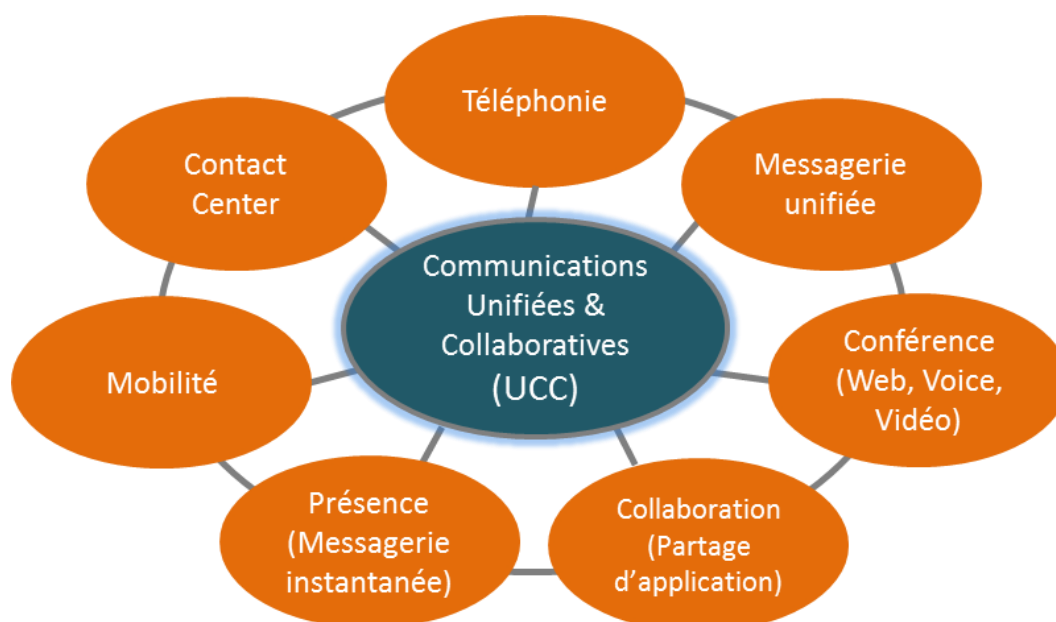 Téléphonie
Messagerie
unifiée
Conférence
(Web, Voice,
Vidéo)
Collaboration
(Partage
d’application)
Présence
(Messagerie
instantanée)
Mobilité
Contact
Center
Communications
Unifiées &
Collaboratives
(UCC)